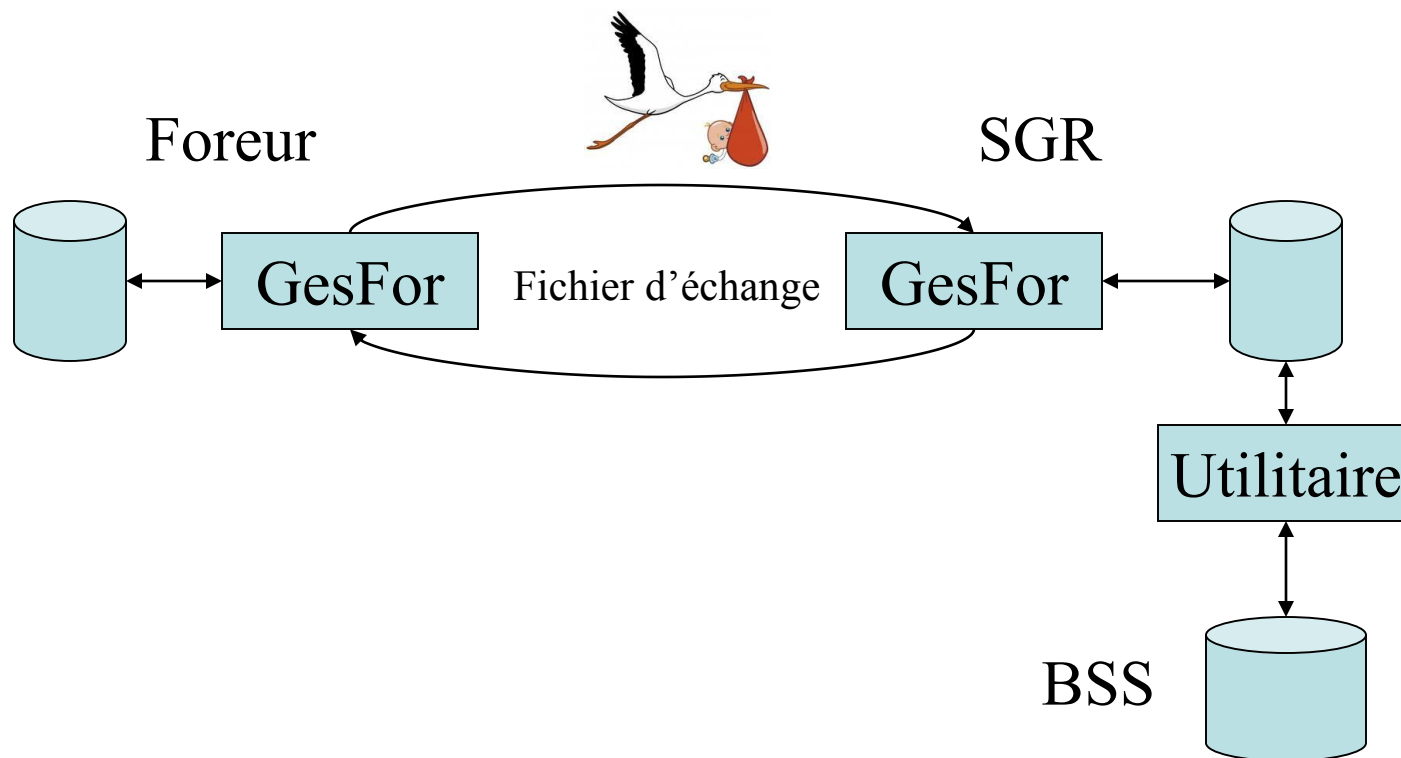 Foreur
SGR
GesFor
Fichier d’échange
GesFor
Utilitaire
BSS